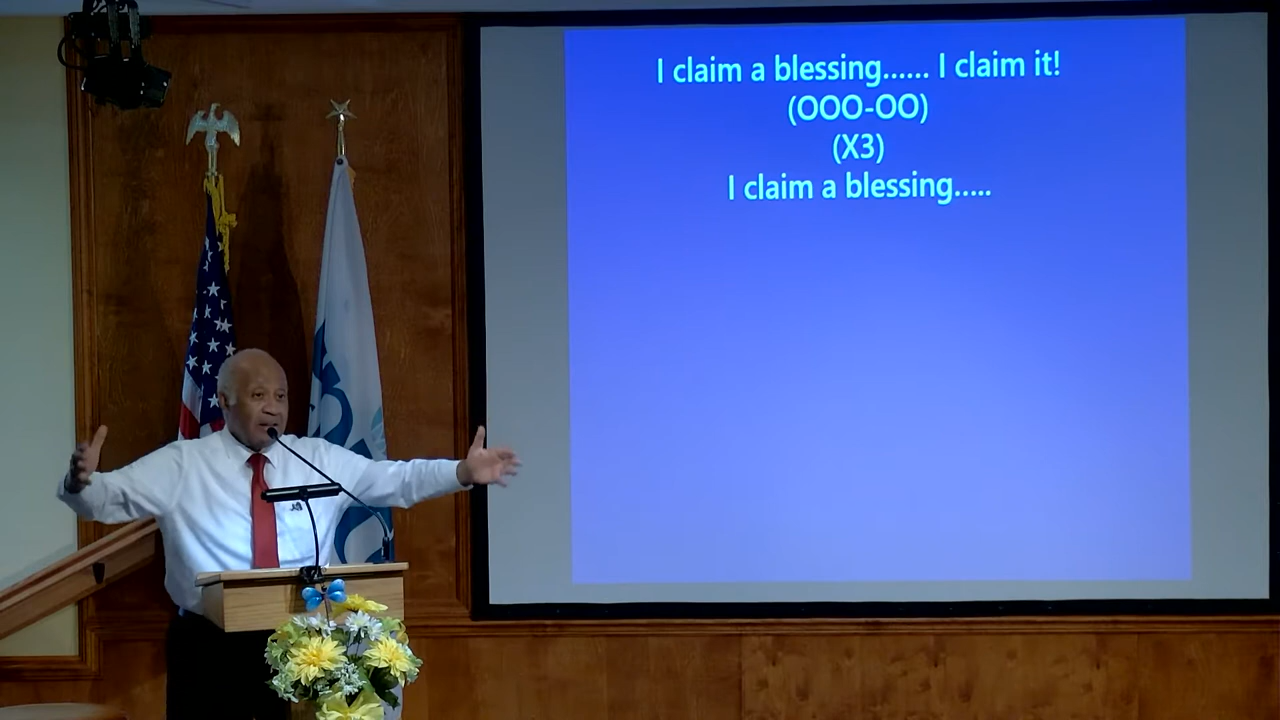 I claim a blessing...... I claim it!
(OOO-OO)
(X3)
I claim a blessing.....